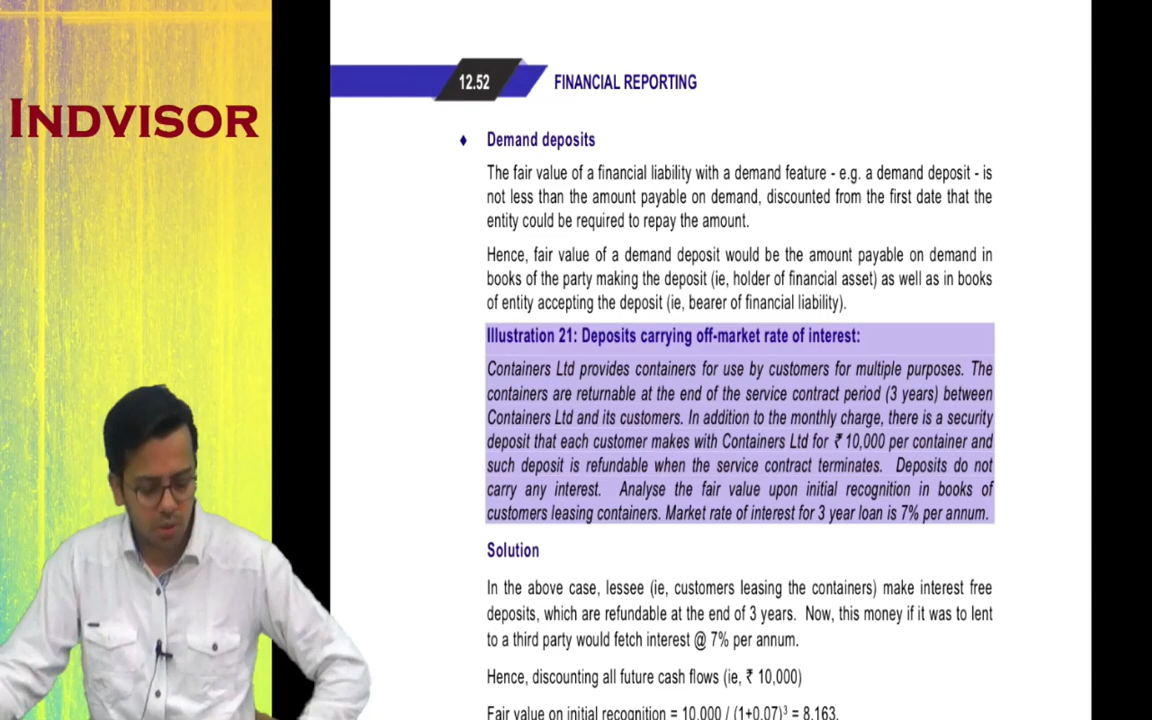 INDVISOR
12.52 FINANCIAL REPORTING
♦ Demand deposits
The fair value of a financial liability with a demand feature - e.g. a demand deposit - is
not less than the amount payable on demand, discounted from the first date that the
entity could be required to repay the amount.
Hence, fair value of a demand deposit would be the amount payable on demand in
books of the party making the deposit (ie, holder of financial asset) as well as in books
of entity accepting the deposit (ie, bearer of financial liability).
Illustration 21: Deposits carrying off-market rate of interest:
Containers Ltd provides containers for use by customers for multiple purposes. The
containers are returnable at the end of the service contract period (3 years) between
Containers Ltd and its customers. In addition to the monthly charge, there is a security
deposit that each customer makes with Containers Ltd for ₹ 10,000 per container and
such deposit is refundable when the service contract terminates. Deposits do not
carry any interest. Analyse the fair value upon initial recognition in books of
customers leasing containers. Market rate of interest for 3 year loan is 7% per annum.
Solution
In the above case, lessee (ie, customers leasing the containers) make interest free
deposits, which are refundable at the end of 3 years. Now, this money if it was to lent
to a third party would fetch interest @ 7% per annum.
Hence, discounting all future cash flows (ie, ₹ 10,000)
Fair value on initial recognition = 10,000 / (1+0.07)³ = 8,163.